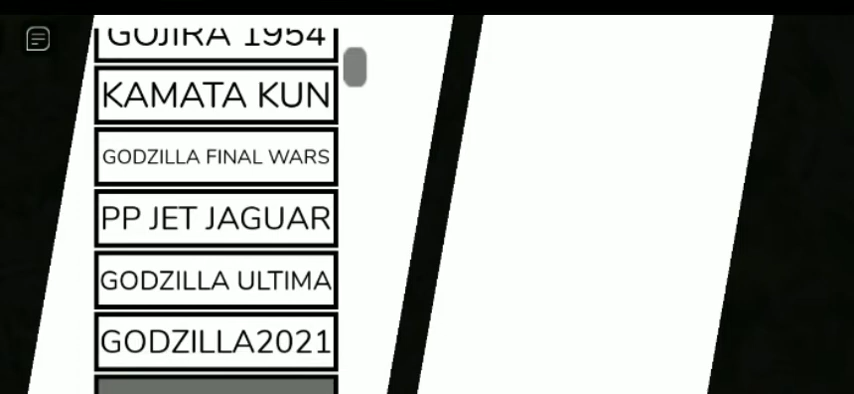 GOJIRA 1954
KAMATA KUN
GODZILLA FINAL WARS
PP JET JAGUAR
GODZILLA ULTIMA
GODZILLA2021